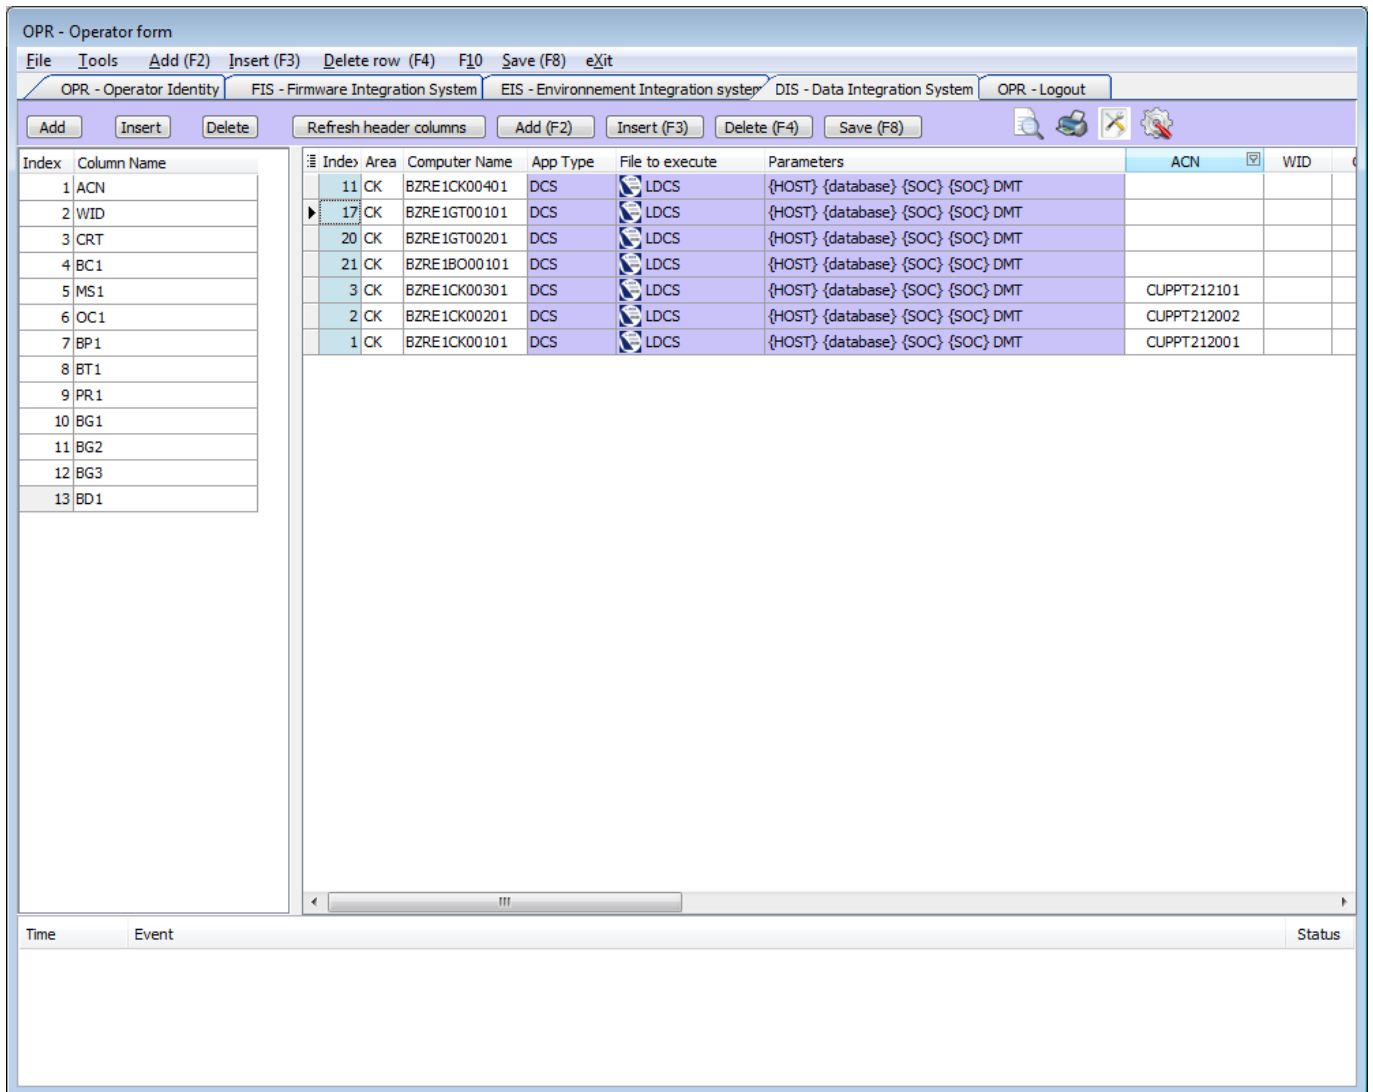 OPR - Operator form
File Tools Add (F2) Insert (F3) Delete row (F4) F10 Save (F8) eXit
OPR - Operator Identity FIS - Firmware Integration System EIS - Environnement Integration system DIS - Data Integration System OPR - Logout
Add Insert Delete Refresh header columns Add (F2) Insert (F3) Delete (F4) Save (F8)
Index Column Name
1 ACN
2 WID
3 CRT
4 BC1
5 MS1
6 OC1
7 BP1
8 BT1
9 PR1
10 BG1
11 BG2
12 BG3
13 BD1
Index Area Computer Name App Type File to execute Parameters ACN WID
11 CK BZRE1CK00401 DCS LDCS {HOST} {database} {SOC} {SOC} DMT
17 CK BZRE1GT00101 DCS LDCS {HOST} {database} {SOC} {SOC} DMT
20 CK BZRE1GT00201 DCS LDCS {HOST} {database} {SOC} {SOC} DMT
21 CK BZRE1BO00101 DCS LDCS {HOST} {database} {SOC} {SOC} DMT
3 CK BZRE1CK00301 DCS LDCS {HOST} {database} {SOC} {SOC} DMT CUPPT212101
2 CK BZRE1CK00201 DCS LDCS {HOST} {database} {SOC} {SOC} DMT CUPPT212002
1 CK BZRE1CK00101 DCS LDCS {HOST} {database} {SOC} {SOC} DMT CUPPT212001
Time Event Status